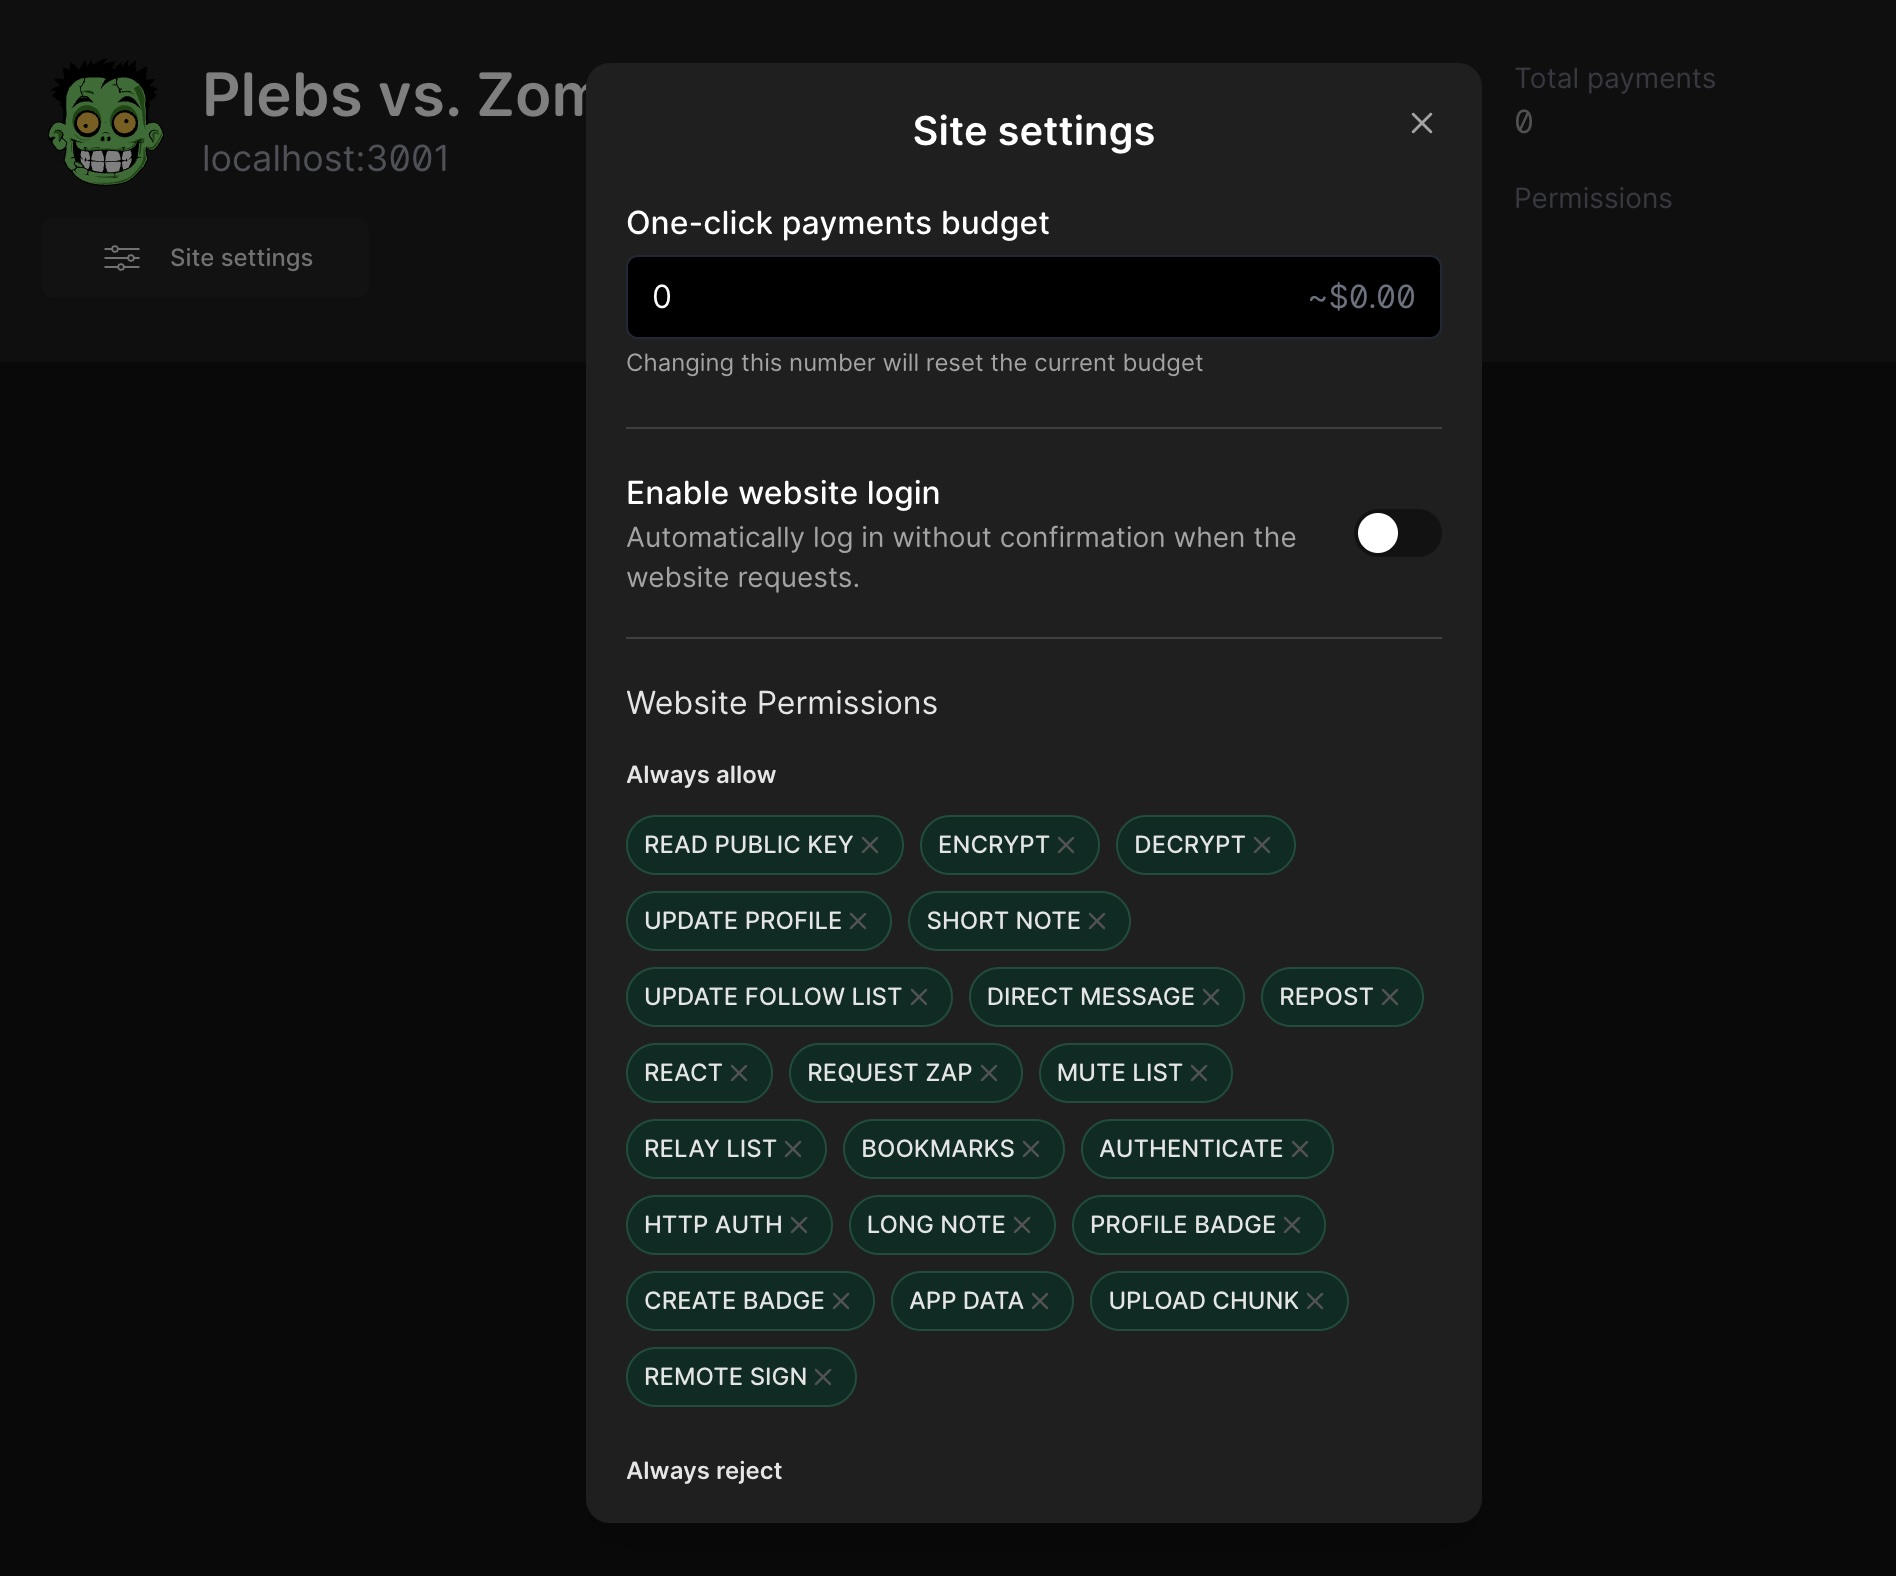 Plebs vs. Zom
localhost:3001
Site settings
Total payments
0
Permissions
Site settings
One-click payments budget
0 ~$0.00
Changing this number will reset the current budget
Enable website login
Automatically log in without confirmation when the
website requests.
Website Permissions
Always allow
READ PUBLIC KEY ENCRYPT DECRYPT
UPDATE PROFILE SHORT NOTE
UPDATE FOLLOW LIST DIRECT MESSAGE REPOST
REACT REQUEST ZAP MUTE LIST
RELAY LIST BOOKMARKS AUTHENTICATE
HTTP AUTH LONG NOTE PROFILE BADGE
CREATE BADGE APP DATA UPLOAD CHUNK
REMOTE SIGN
Always reject